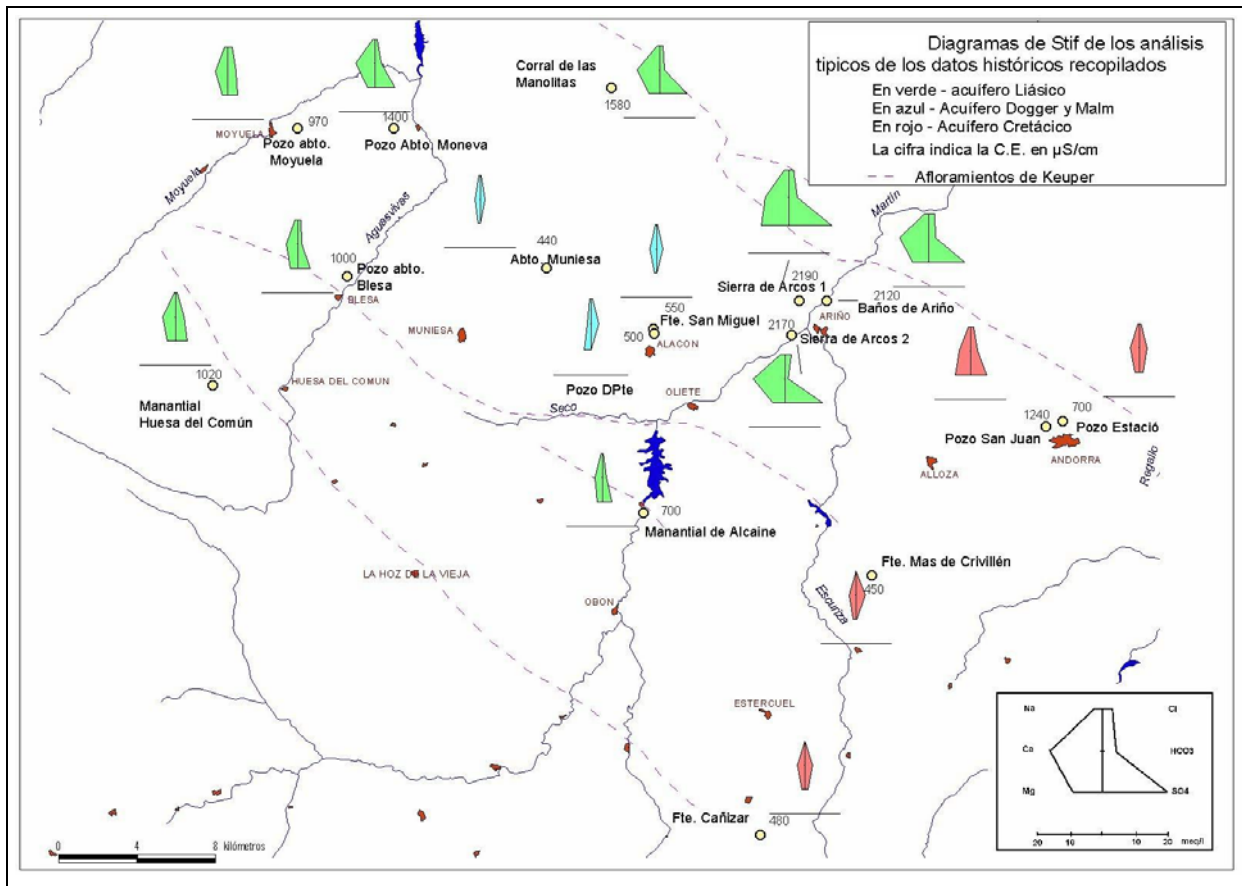 Diagramas de Stif de los análisis
tipicos de los datos históricos recopilados
En verde - acuífero Liásico
En azul - Acuífero Dogger y Malm
En rojo - Acuífero Cretácico
La cifra indica la C.E. en µS/cm
Afloramientos de Keuper
Corral de las
Manolitas
1580
MOYUELA
970
Pozo abto.
Moyuela
1400
Pozo Abto. Moneva
Moyuela
Aguasvivas
Martín
1000
Pozo abto.
Blesa
BLESA
440
Abto. Muniesa
2190
Sierra de Arcos 1
2120
Baños de Ariño
ARIÑO
550
Fte. San Miguel
500
ALACON
2170
Sierra de Arcos 2
MUNIESA
1020
Manantial
Huesa del Común
HUESA DEL COMUN
Pozo DPte
Seco
OLIETE
1240
700
Pozo San Juan
Pozo Estació
ANDORRA
ALLOZA
Regallo
700
Manantial de Alcaine
LA HOZ DE LA VIEJA
OBON
Fte. Mas de Crivillén
450
Escuriza
ESTERCUEL
Fte. Cañizar
480
Na
Cl
Ca
HCO3
Mg
SO4
20 10 10 20 meq/l
0 4 8 kilómetros